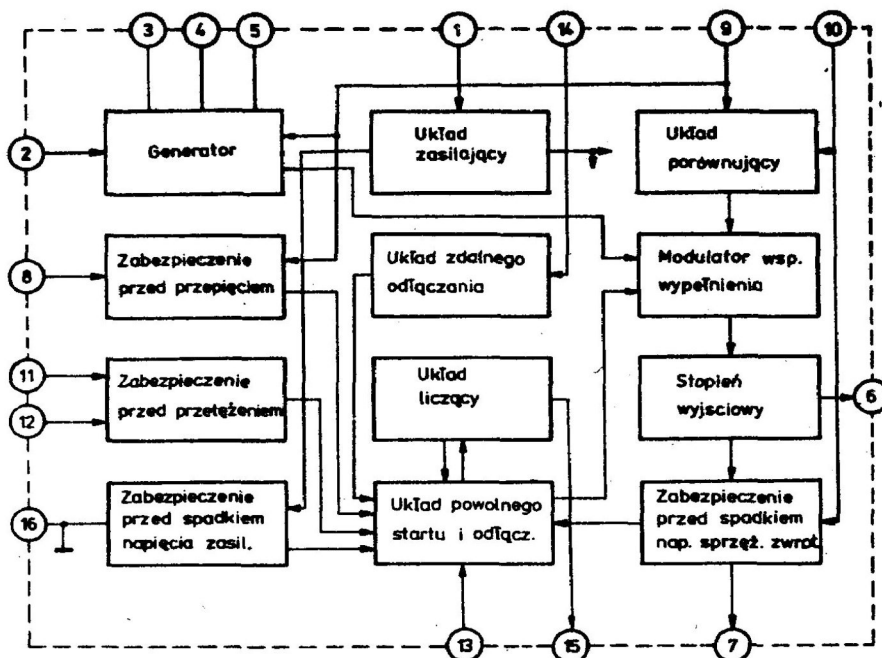 3 4 5 1 14 9 10
2
Generator
Układ
zasilający
Układ
porównujący
8
Zabezpieczenie
przed przepięciem
Układ zdalnego
odłączania
Modulator wsp.
wypełnienia
11
12
Zabezpieczenie
przed przetężeniem
Układ
liczący
Stopień
wyjsciowy
6
16
Zabezpieczenie
przed spadkiem
napięcia zasil.
Układ powolnego
startu i odłącz.
Zabezpieczenie
przed spadkiem
nap. sprzęż. zwrot.
13 15 7